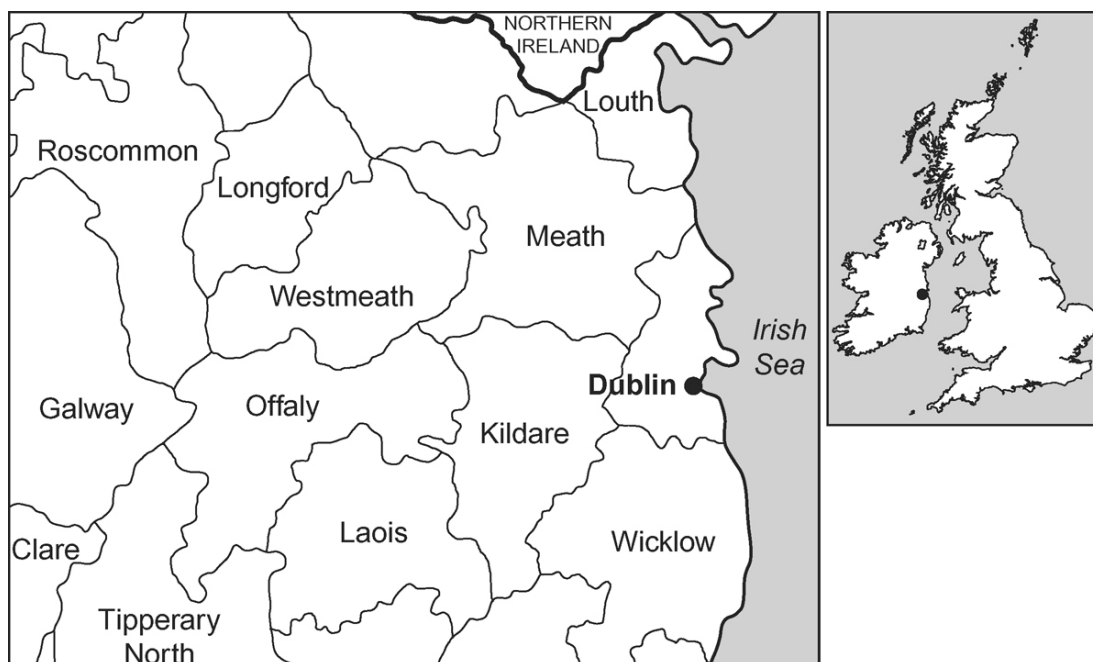 NORTHERN
IRELAND
Louth
Roscommon
Longford
Meath
Westmeath
Irish
Sea
Dublin
Galway
Offaly
Kildare
Laois
Wicklow
Clare
Tipperary
North